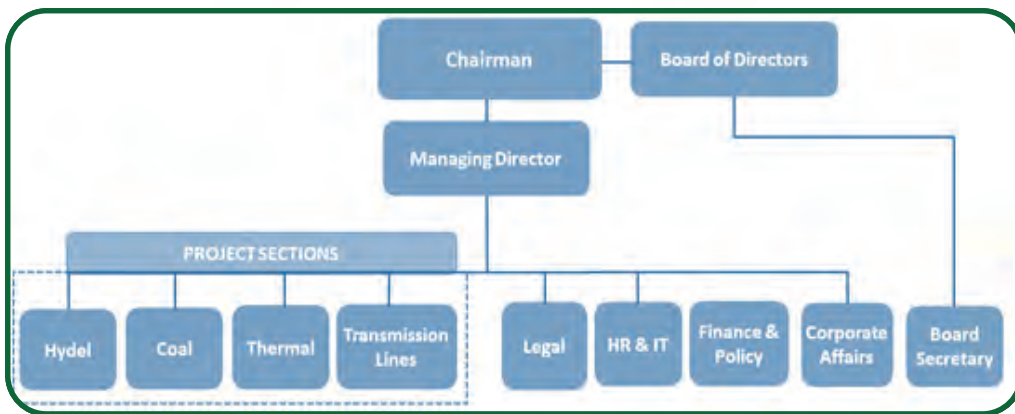 Chairman
Board of Directors
Managing Director
PROJECT SECTIONS
Hydel
Coal
Thermal
Transmission
Lines
Legal
HR & IT
Finance &
Policy
Corporate
Affairs
Board
Secretary